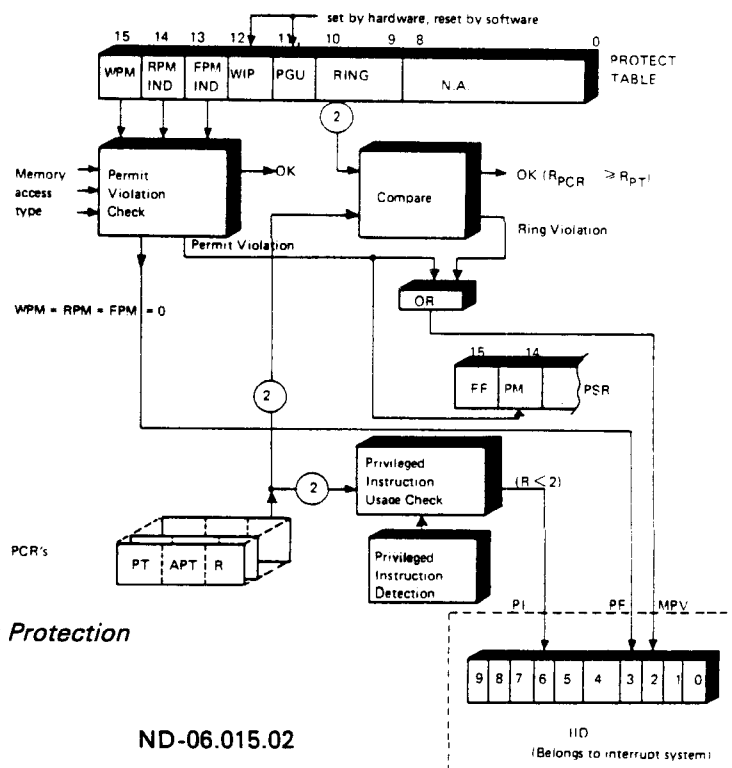 set by hardware, reset by software
15 14 13 12 11 10 9 8 0
WPM RPM IND FPM IND WIP PGU RING N.A.
PROTECT TABLE
2
Memory access type
Permit Violation Check
OK
Compare
OK (RPCR ≥ RPT)
Ring Violation
Permit Violation
OR
WPM = RPM = FPM = 0
15 14
FF PM PSR
2
Privileged Instruction Usage Check
2
(R < 2)
PCR's
PT APT R
Privileged Instruction Detection
PI PF MPV
Protection
9 8 7 6 5 4 3 2 1 0
IID
(Belongs to interrupt system)
ND-06.015.02